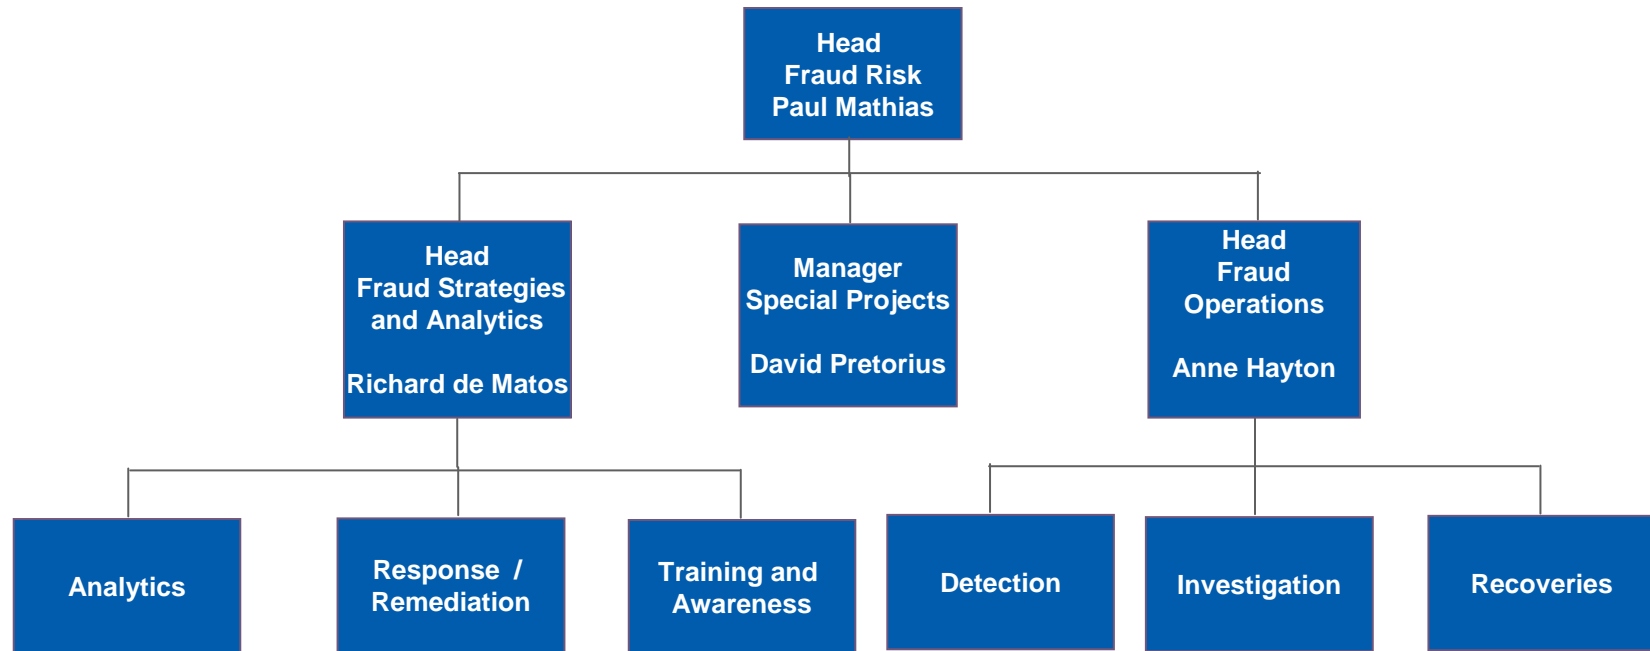 Head
Fraud Risk
Paul Mathias
Head
Fraud Strategies
and Analytics
Richard de Matos
Manager
Special Projects
David Pretorius
Head
Fraud
Operations
Anne Hayton
Analytics
Response /
Remediation
Training and
Awareness
Detection
Investigation
Recoveries